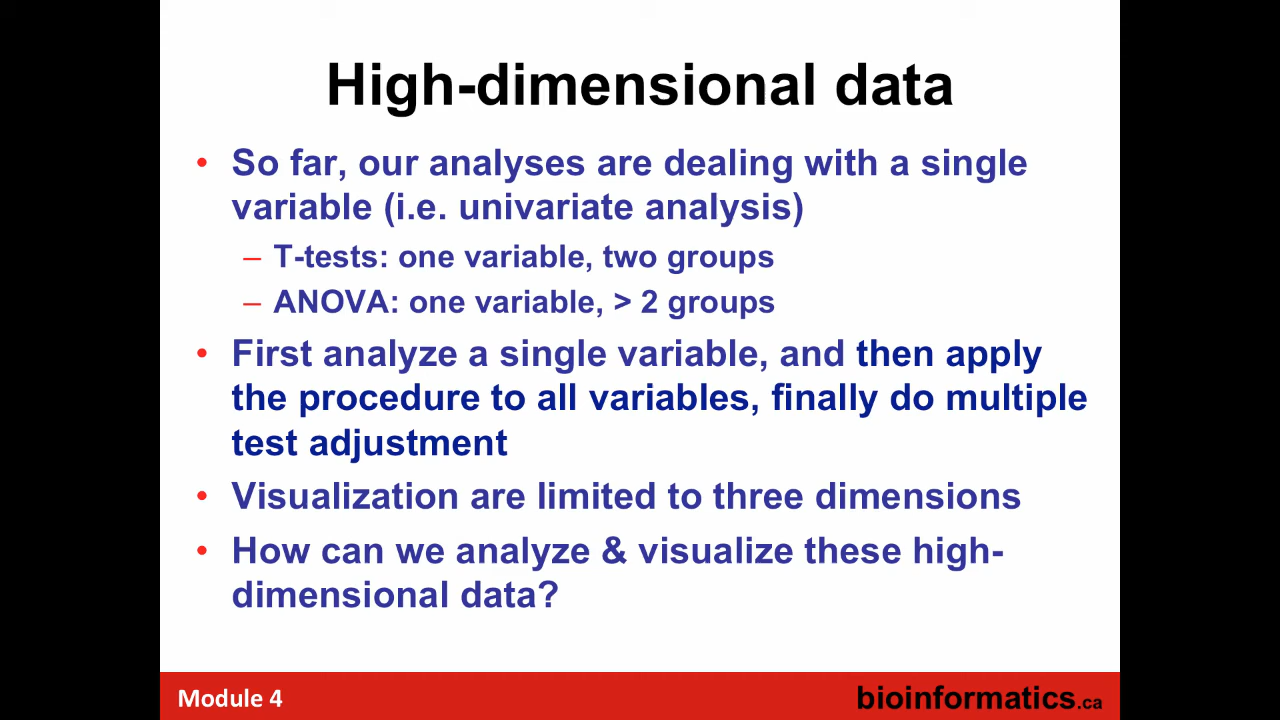 High-dimensional data
• So far, our analyses are dealing with a single
variable (i.e. univariate analysis)
– T-tests: one variable, two groups
– ANOVA: one variable, > 2 groups
• First analyze a single variable, and then apply
the procedure to all variables, finally do multiple
test adjustment
• Visualization are limited to three dimensions
• How can we analyze & visualize these high-
dimensional data?
Module 4
bioinformatics.ca